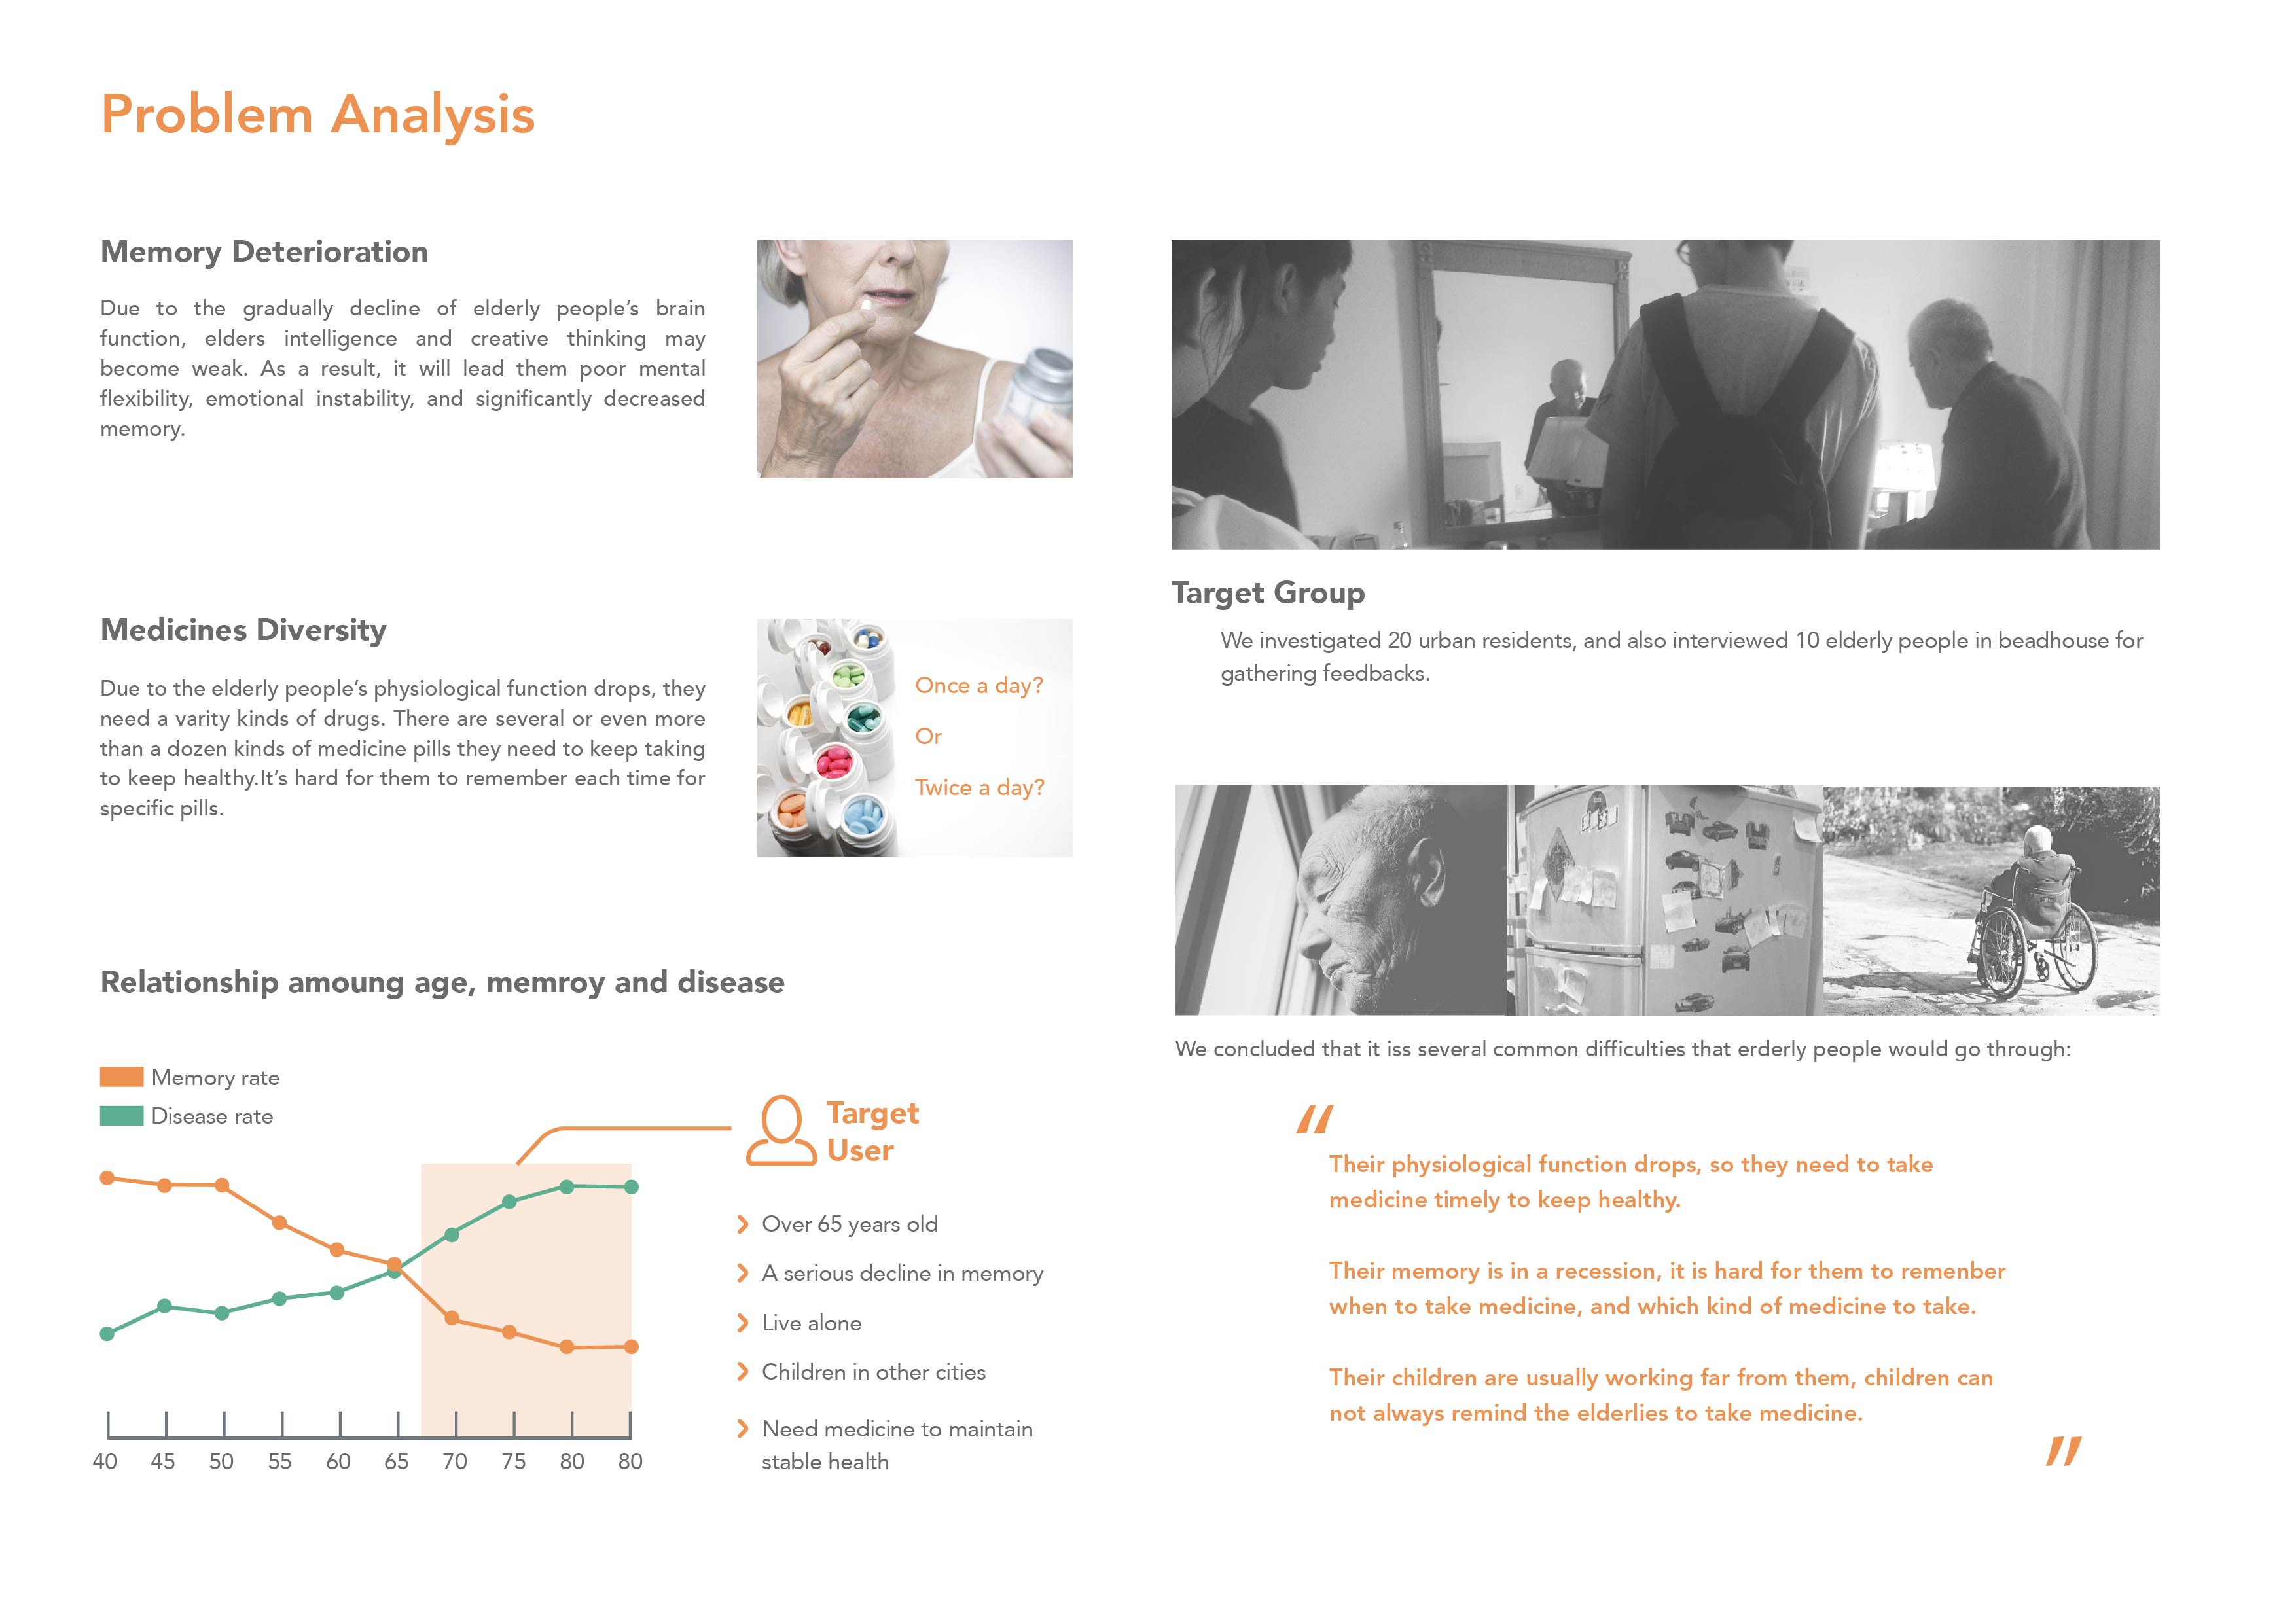 Problem Analysis
Memory Deterioration
Due to the gradually decline of elderly people’s brain
function, elders intelligence and creative thinking may
become weak. As a result, it will lead them poor mental
flexibility, emotional instability, and significantly decreased
memory.
Medicines Diversity
Due to the elderly people’s physiological function drops, they
need a varity kinds of drugs. There are several or even more
than a dozen kinds of medicine pills they need to keep taking
to keep healthy.It’s hard for them to remember each time for
specific pills.
Once a day?
Or
Twice a day?
Relationship amoung age, memroy and disease
Memory rate
Disease rate
40 45 50 55 60 65 70 75 80 80
Target
User
Over 65 years old
A serious decline in memory
Live alone
Children in other cities
Need medicine to maintain
stable health
Target Group
We investigated 20 urban residents, and also interviewed 10 elderly people in beadhouse for
gathering feedbacks.
We concluded that it iss several common difficulties that erderly people would go through:
“
Their physiological function drops, so they need to take
medicine timely to keep healthy.
Their memory is in a recession, it is hard for them to remenber
when to take medicine, and which kind of medicine to take.
Their children are usually working far from them, children can
not always remind the elderlies to take medicine.
”